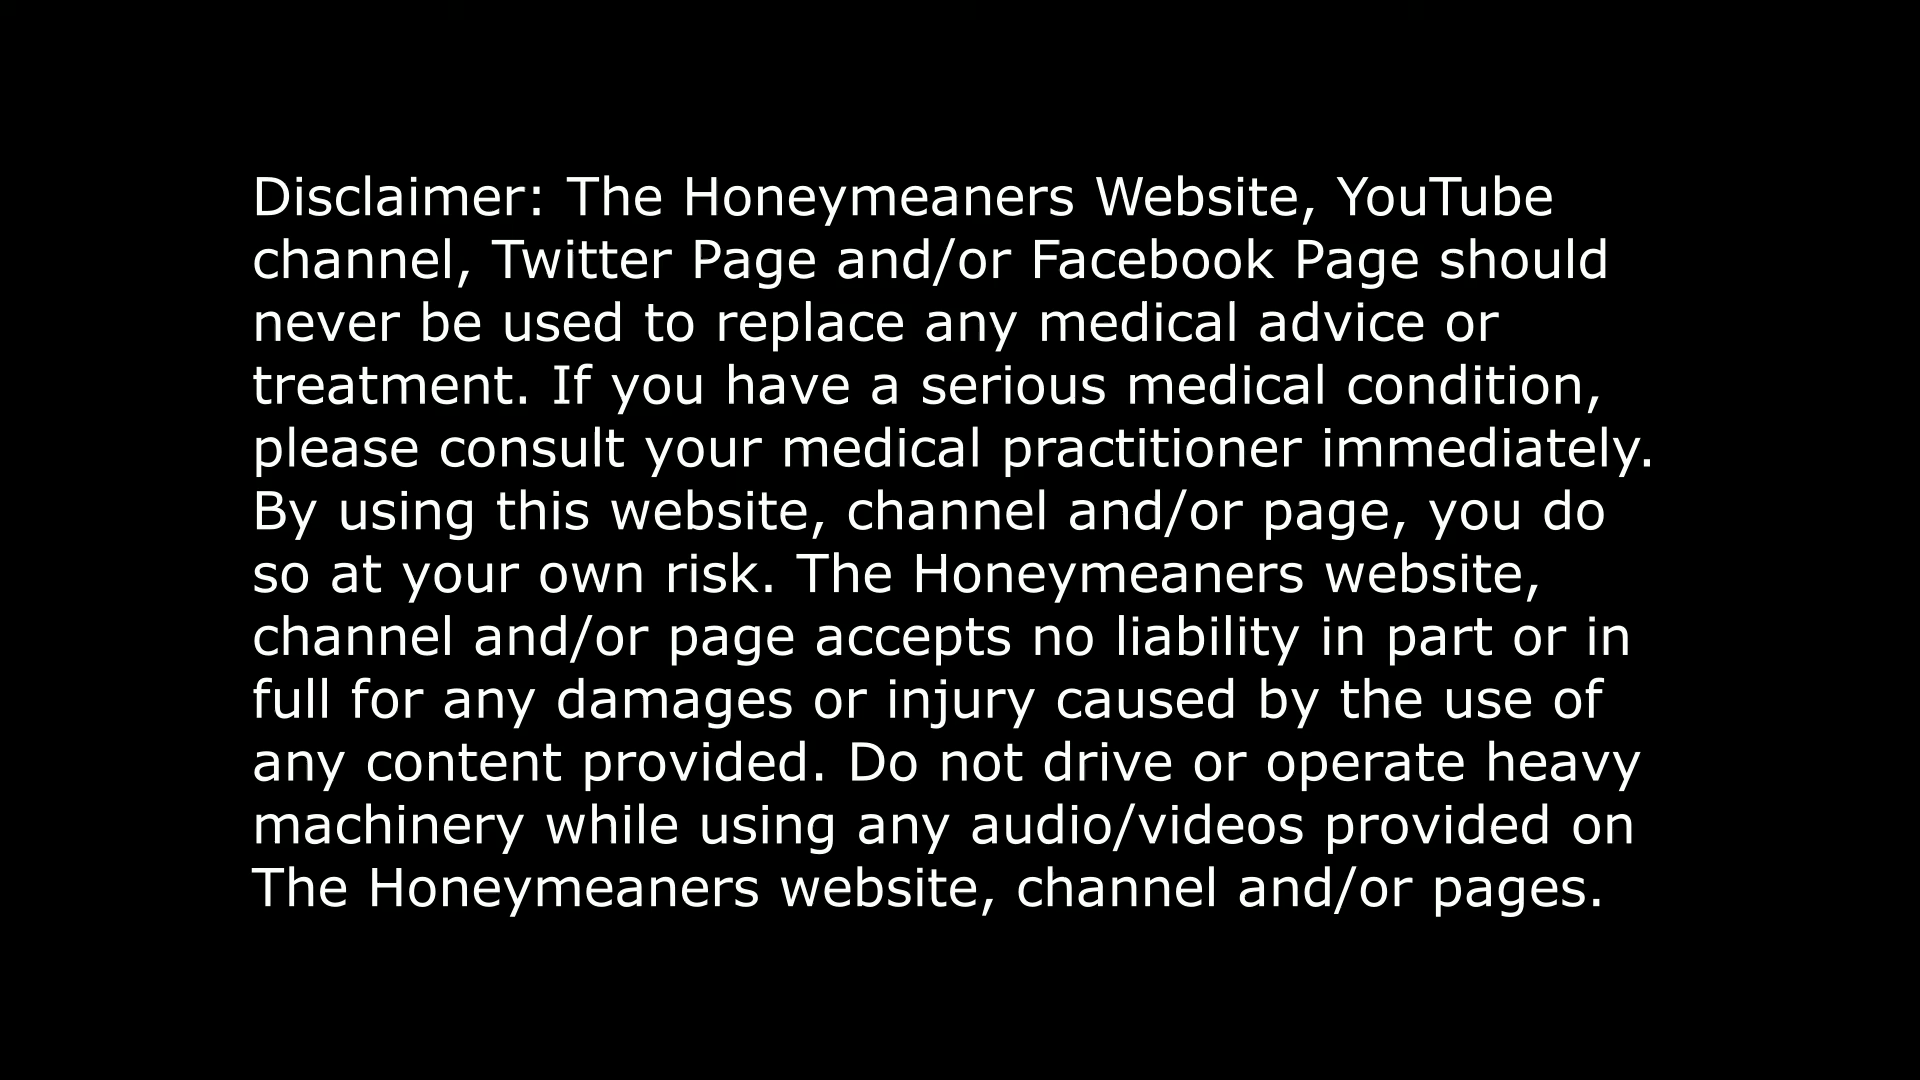 Disclaimer: The Honeymeaners Website, YouTube
channel, Twitter Page and/or Facebook Page should
never be used to replace any medical advice or
treatment. If you have a serious medical condition,
please consult your medical practitioner immediately.
By using this website, channel and/or page, you do
so at your own risk. The Honeymeaners website,
channel and/or page accepts no liability in part or in
full for any damages or injury caused by the use of
any content provided. Do not drive or operate heavy
machinery while using any audio/videos provided on
The Honeymeaners website, channel and/or pages.